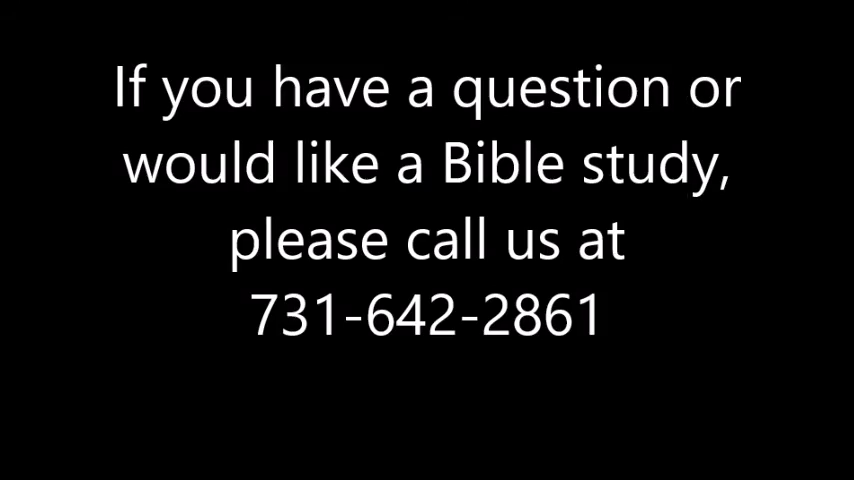 If you have a question or
would like a Bible study,
please call us at
731-642-2861